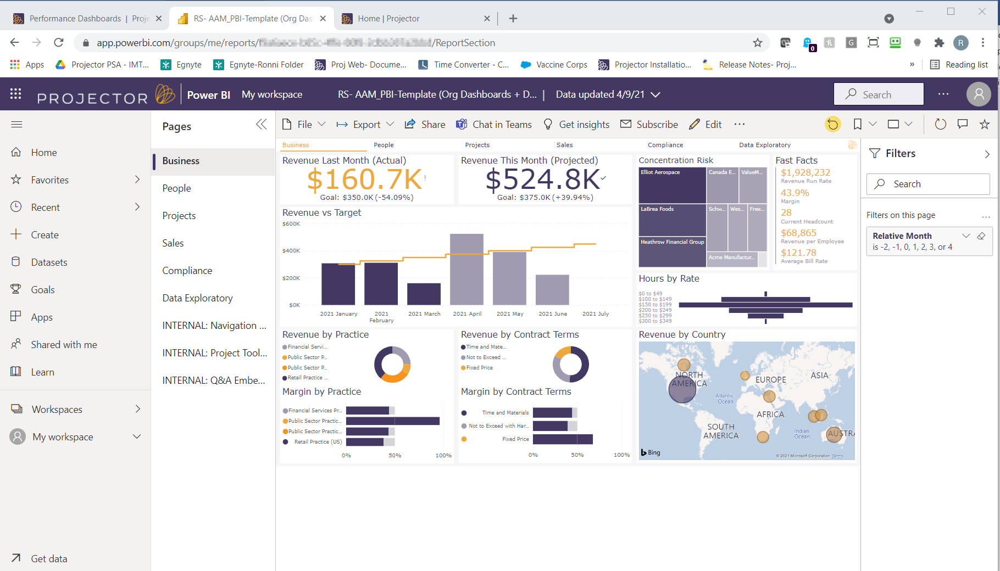 Performance Dashboards | Proje
RS- AAM_PBI-Template (Org Das
Home | Projector
app.powerbi.com/groups/me/reports/
/ReportSection
0
G
R
Apps
Projector PSA - IMT...
Egnyte
Egnyte-Ronni Folder
Proj Web- Docume...
Time Converter - C...
Vaccine Corps
Projector Installatio...
Release Notes- Proj...
»
Reading list
PROJECTOR
Power BI
My workspace
RS- AAM_PBI-Template (Org Dashboards + D... |
Data updated 4/9/21
Search
Home
Favorites
Recent
Create
Datasets
Goals
Apps
Shared with me
Learn
Workspaces
My workspace
Get data
Pages
Business
People
Projects
Sales
Compliance
Data Exploratory
INTERNAL: Navigation ...
INTERNAL: Project Tool...
INTERNAL: Q&A Embe...
File
Export
Share
Chat in Teams
Get insights
Subscribe
Edit
Business
People
Projects
Sales
Compliance
Data Exploratory
Revenue Last Month (Actual)
$160.7K!
Goal: $350.0K (-54.09%)
Revenue This Month (Projected)
$524.8K
Goal: $375.0K (+39.94%)
Revenue vs Target
$600K
$400K
$200K
$0K
2021 January
2021 February
2021 March
2021 April
2021 May
2021 June
2021 July
Concentration Risk
Elliot Aerospace
Canada E...
ValueM...
LaBrea Foods
Schw...
Wes...
Free...
Heathrow Financial Group
Acme Manufactur...
Fast Facts
$1,928,232
Revenue Run Rate
43.9%
Margin
28
Current Headcount
$68,865
Revenue per Employee
$121.78
Average Bill Rate
Hours by Rate
$0 to $49
$100 to $149
$150 to $199
$200 to $249
$250 to $299
$300 to $349
Revenue by Practice
Financial Servi...
Public Sector P...
Public Sector P...
Retail Practice ...
Revenue by Contract Terms
Time and Mate...
Not to Exceed ...
Fixed Price
Margin by Practice
Financial Services Pr...
Public Sector Practic...
Public Sector Practic...
Retail Practice (US)
0%
50%
100%
Margin by Contract Terms
Time and Materials
Not to Exceed with Har...
Fixed Price
0%
50%
100%
Revenue by Country
NORTH AMERICA
EUROPE
ASIA
Atlantic Ocean
AFRICA
SOUTH AMERICA
Indian Ocean
AUSTRA
Bing
© 2021 Microsoft Corporation Terms
Filters
Search
Filters on this page
...
Relative Month
is -2, -1, 0, 1, 2, 3, or 4